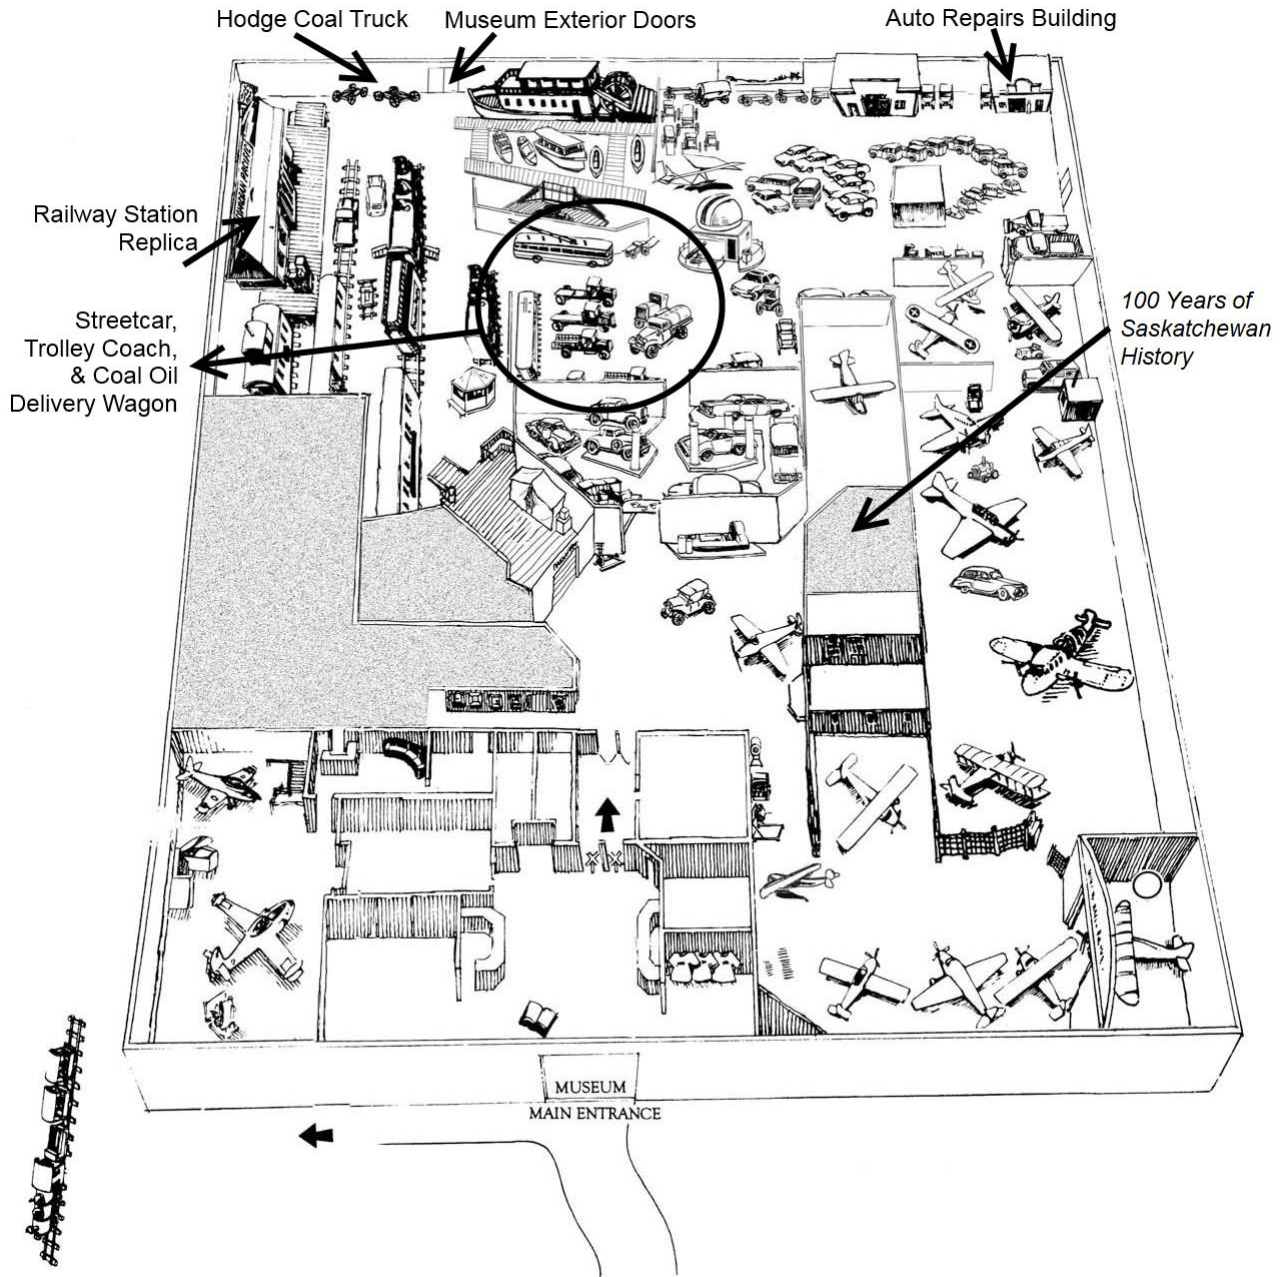 Hodge Coal Truck
Museum Exterior Doors
Auto Repairs Building
Railway Station
Replica
Streetcar,
Trolley Coach,
& Coal Oil
Delivery Wagon
100 Years of
Saskatchewan
History
MUSEUM
MAIN ENTRANCE